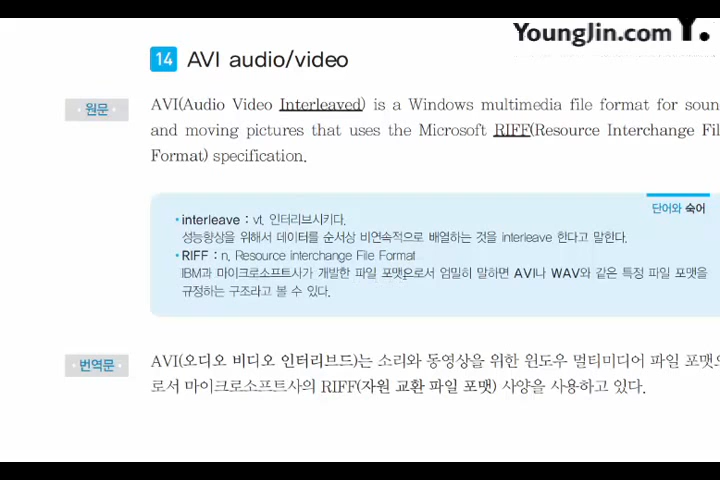 YoungJin.com Y.
14 AVI audio/video
원문
AVI(Audio Video Interleaved) is a Windows multimedia file format for soun
and moving pictures that uses the Microsoft RIFF(Resource Interchange Fil
Format) specification.
단어와 숙어
•interleave : vt. 인터리브시키다.
성능향상을 위해서 데이터를 순서상 비연속적으로 배열하는 것을 interleave 한다고 말한다.
•RIFF : n. Resource interchange File Format
IBM과 마이크로소프트사가 개발한 파일 포맷으로서 엄밀히 말하면 AVI나 WAV와 같은 특정 파일 포맷을
규정하는 구조라고 볼 수 있다.
번역문
AVI(오디오 비디오 인터리브드)는 소리와 동영상을 위한 윈도우 멀티미디어 파일 포맷으
로서 마이크로소프트사의 RIFF(자원 교환 파일 포맷) 사양을 사용하고 있다.